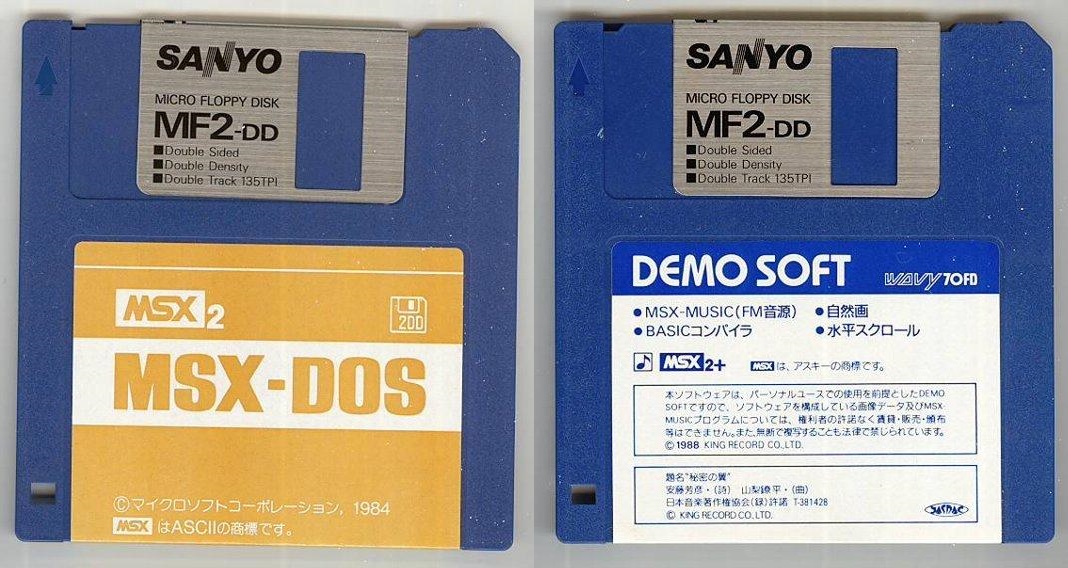 SANYO
MICRO FLOPPY DISK
MF2-DD
■Double Sided
■Double Density
■Double Track 135TPI
MSX2
2DD
MSX-DOS
©マイクロソフトコーポレーション, 1984
MSX はASCIIの商標です。
SANYO
MICRO FLOPPY DISK
MF2-DD
■Double Sided
■Double Density
■Double Track 135TPI
DEMO SOFT WAVY70FD
●MSX-MUSIC(FM音源) ●自然画
●BASICコンパイラ ●水平スクロール
MSX2+ MSXは、アスキーの商標です。
本ソフトウェアは、パーソナルユースでの使用を前提としたDEMO
SOFTですので、ソフトウェアを構成している画像データ及びMSX-
MUSICプログラムについては、権利者の許諾なく賃貸・販売・頒布
等はできません。また、無断で複写することも法律で禁じられています。
©1988 KING RECORD CO.,LTD.
題名“秘密の翼”
安藤芳彦・(詩) 山梨鐐平・(曲)
日本音楽著作権協会(録)許諾 T-381428
© KING RECORD CO.,LTD.
JASRAC